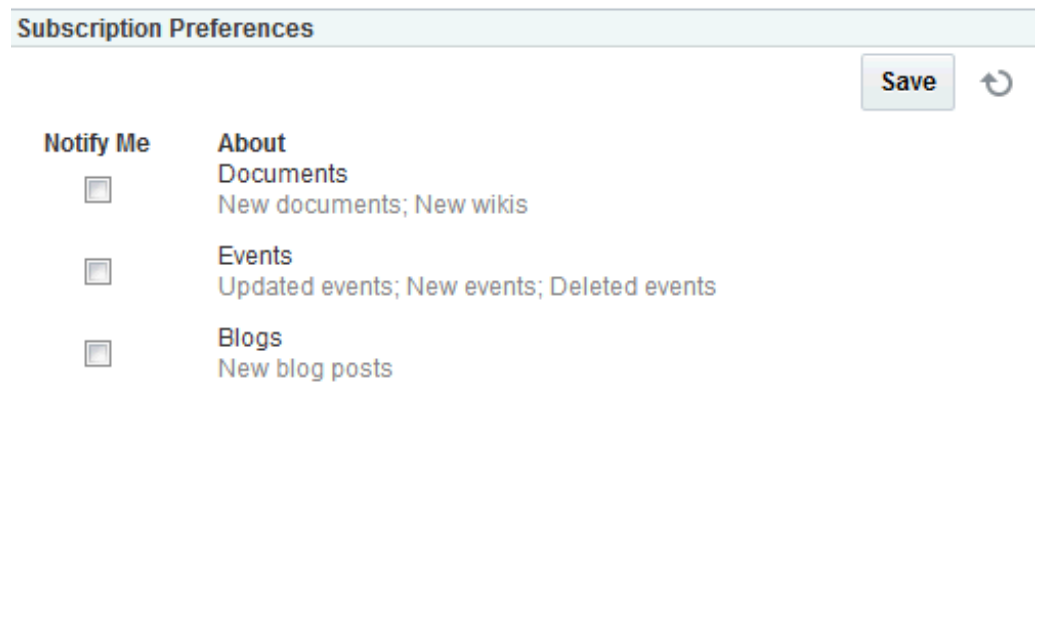 Subscription Preferences
Save
Notify Me About
Documents
New documents; New wikis
Events
Updated events; New events; Deleted events
Blogs
New blog posts